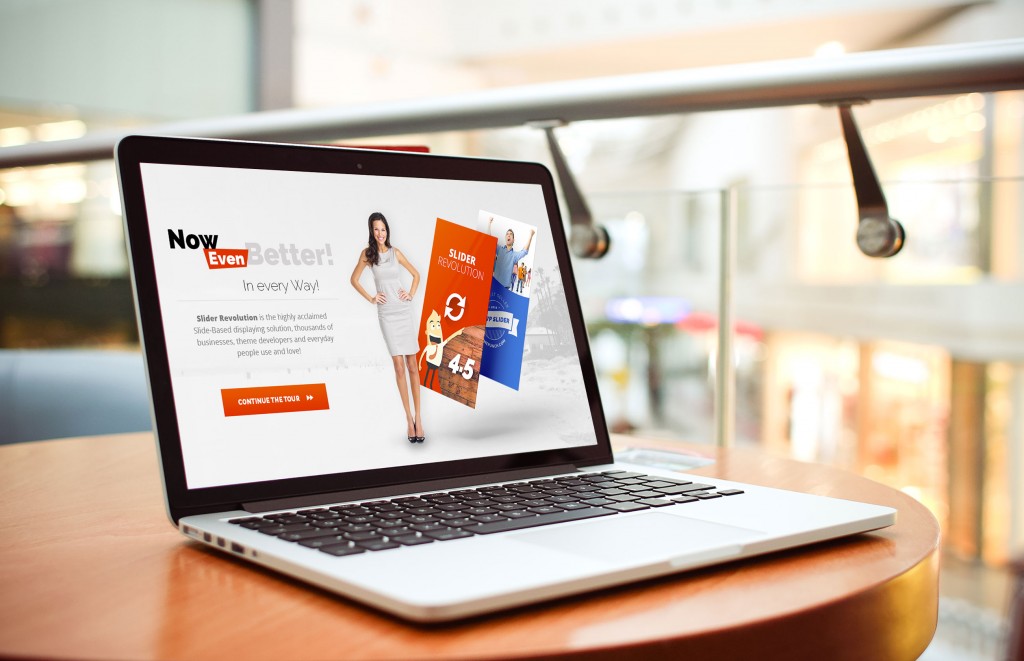 Now
Even Better!
In every Way!
Slider Revolution is the highly acclaimed
Slide-Based displaying solution, thousands of
businesses, theme developers and everyday
people use and love!
CONTINUE THE TOUR
SLIDER
REVOLUTION
4.5
SLIDER